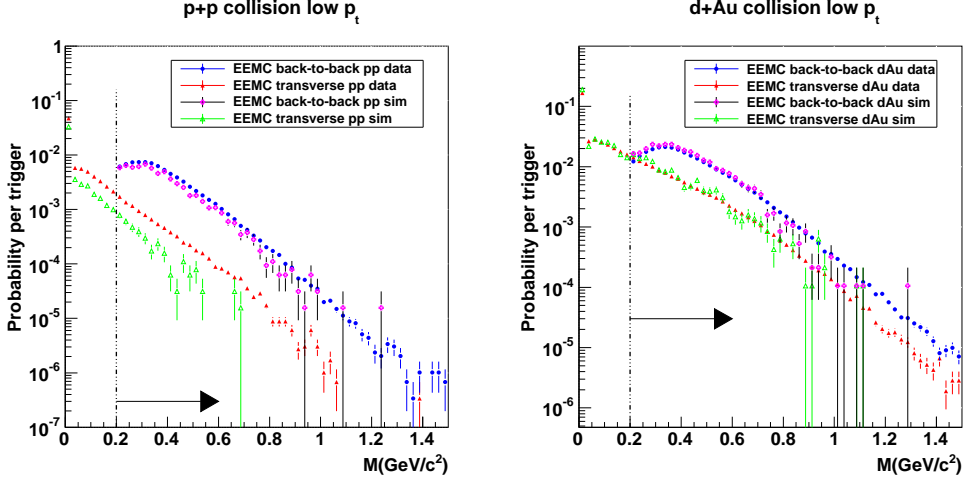 p+p collision low p_t
Probability per trigger
1
10^-1
10^-2
10^-3
10^-4
10^-5
10^-6
10^-7
EEMC back-to-back pp data
EEMC transverse pp data
EEMC back-to-back pp sim
EEMC transverse pp sim
0 0.2 0.4 0.6 0.8 1 1.2 1.4
M(GeV/c^2)
d+Au collision low p_t
Probability per trigger
1
10^-1
10^-2
10^-3
10^-4
10^-5
10^-6
EEMC back-to-back dAu data
EEMC transverse dAu data
EEMC back-to-back dAu sim
EEMC transverse dAu sim
0 0.2 0.4 0.6 0.8 1 1.2 1.4
M(GeV/c^2)